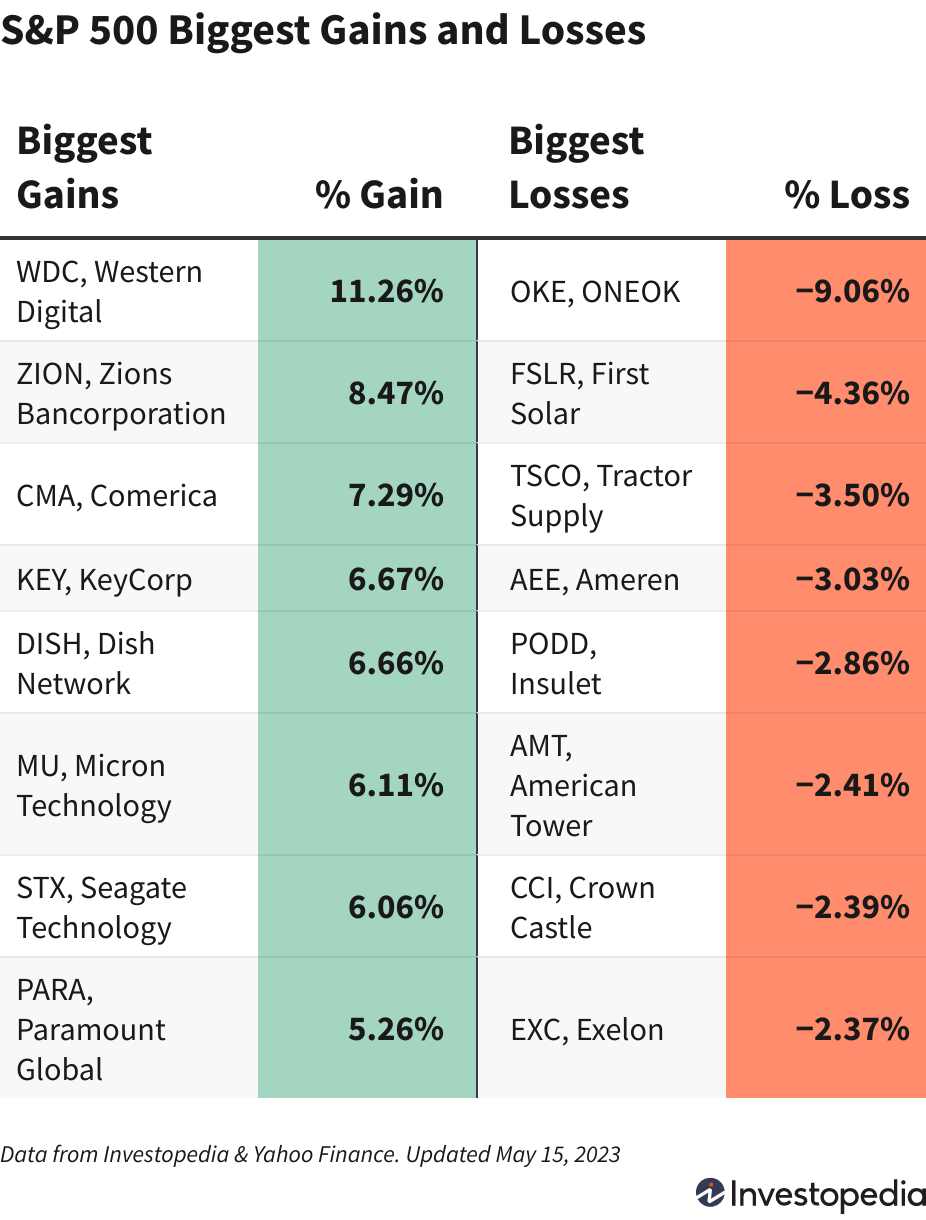 S&P 500 Biggest Gains and Losses
Biggest
Gains
% Gain
Biggest
Losses
% Loss
WDC, Western
Digital
11.26%
OKE, ONEOK
−9.06%
ZION, Zions
Bancorporation
8.47%
FSLR, First
Solar
−4.36%
CMA, Comerica
7.29%
TSCO, Tractor
Supply
−3.50%
KEY, KeyCorp
6.67%
AEE, Ameren
−3.03%
DISH, Dish
Network
6.66%
PODD,
Insulet
−2.86%
MU, Micron
Technology
6.11%
AMT,
American
Tower
−2.41%
STX, Seagate
Technology
6.06%
CCI, Crown
Castle
−2.39%
PARA,
Paramount
Global
5.26%
EXC, Exelon
−2.37%
Data from Investopedia & Yahoo Finance. Updated May 15, 2023
Investopedia